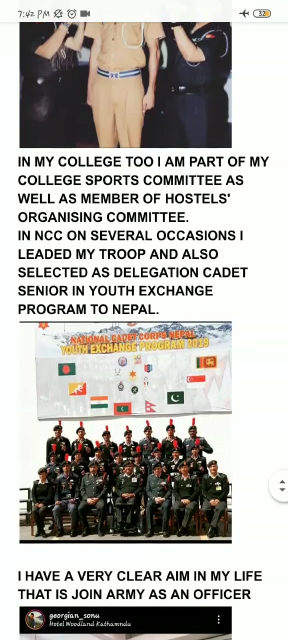 7:42 PM
32
IN MY COLLEGE TOO I AM PART OF MY
COLLEGE SPORTS COMMITTEE AS
WELL AS MEMBER OF HOSTELS'
ORGANISING COMMITTEE.
IN NCC ON SEVERAL OCCASIONS I
LEADED MY TROOP AND ALSO
SELECTED AS DELEGATION CADET
SENIOR IN YOUTH EXCHANGE
PROGRAM TO NEPAL.
NATIONAL CADET CORPS NEPAL
YOUTH EXCHANGE PROGRAM 2018
I HAVE A VERY CLEAR AIM IN MY LIFE
THAT IS JOIN ARMY AS AN OFFICER
georgian_sonu
Hotel Woodland Kathamndu